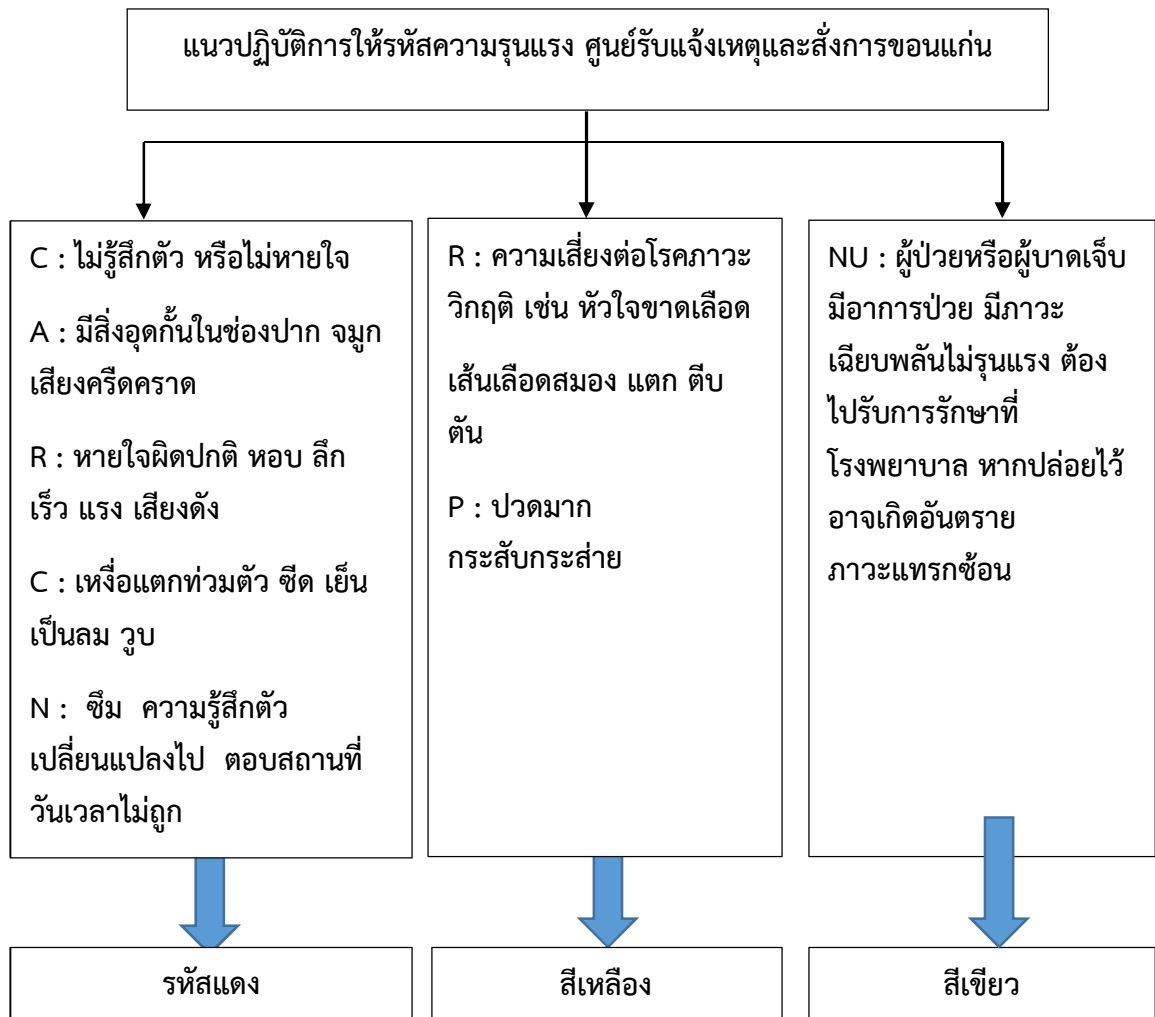 แนวปฏิบัติการให้รหัสความรุนแรง ศูนย์รับแจ้งเหตุและสั่งการขอนแก่น
C : ไม่รู้สึกตัว หรือไม่หายใจ
A : มีสิ่งอุดกั้นในช่องปาก จมูก
เสียงครืดคราด
R : หายใจผิดปกติ หอบ ลึก
เร็ว แรง เสียงดัง
C : เหงื่อแตกท่วมตัว ซีด เย็น
เป็นลม วูบ
N : ซึม ความรู้สึกตัว
เปลี่ยนแปลงไป ตอบสถานที่
วันเวลาไม่ถูก
R : ความเสี่ยงต่อโรคภาวะ
วิกฤติ เช่น หัวใจขาดเลือด
เส้นเลือดสมอง แตก ตีบ
ตัน
P : ปวดมาก
กระสับกระส่าย
NU : ผู้ป่วยหรือผู้บาดเจ็บ
มีอาการป่วย มีภาวะ
เฉียบพลันไม่รุนแรง ต้อง
ไปรับการรักษาที่
โรงพยาบาล หากปล่อยไว้
อาจเกิดอันตราย
ภาวะแทรกซ้อน
รหัสแดง
สีเหลือง
สีเขียว